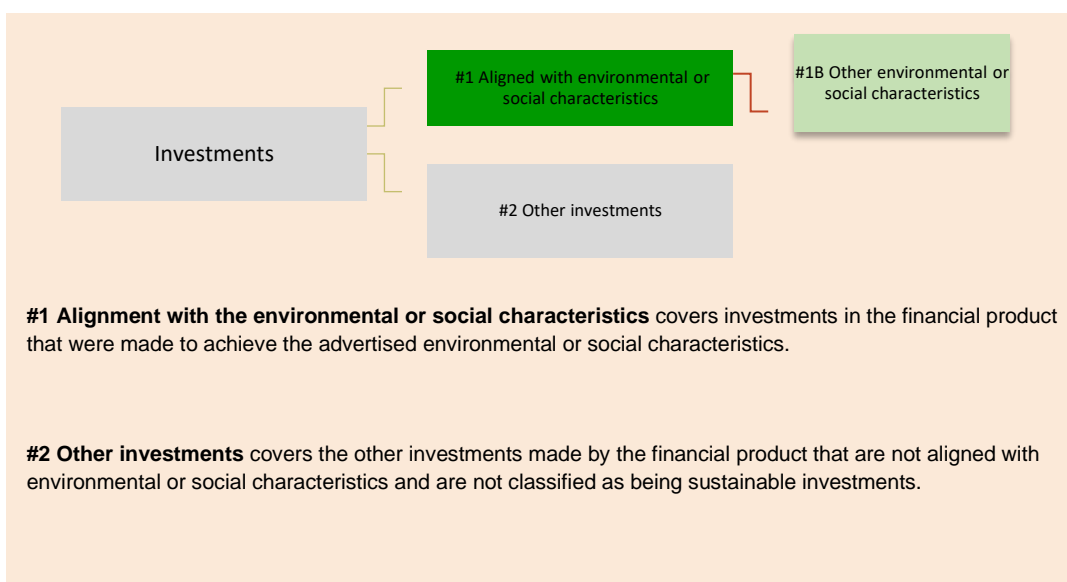 #1 Aligned with environmental or
social characteristics
#1B Other environmental or
social characteristics
Investments
#2 Other investments
#1 Alignment with the environmental or social characteristics covers investments in the financial product
that were made to achieve the advertised environmental or social characteristics.
#2 Other investments covers the other investments made by the financial product that are not aligned with
environmental or social characteristics and are not classified as being sustainable investments.